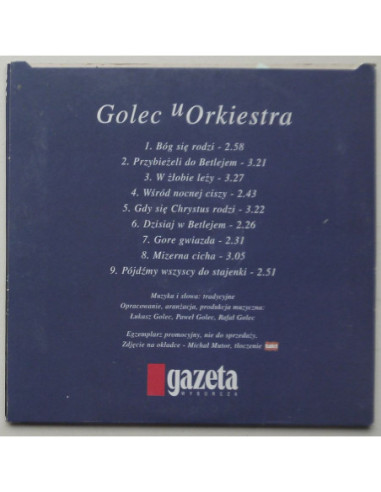 Golec uOrkiestra
1. Bóg się rodzi - 2.58
2. Przybieżeli do Betlejem - 3.21
3. W żłobie leży - 3.27
4. Wśród nocnej ciszy - 2.43
5. Gdy się Chrystus rodzi - 3.22
6. Dzisiaj w Betlejem - 2.26
7. Gore gwiazda - 2.31
8. Mizerna cicha - 3.05
9. Pójdźmy wszyscy do stajenki - 2.51
Muzyka i słowa: tradycyjne
Opracowanie, aranżacja, produkcja muzyczna:
Łukasz Golec, Paweł Golec, Rafał Golec
Egzemplarz promocyjny, nie do sprzedaży.
Zdjęcie na okładce - Michał Mutor, tłoczenie
gazeta
WYBORCZA